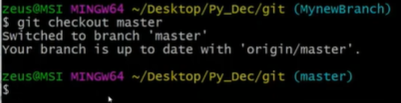 zeus@MSI MINGW64 ~/Desktop/Py_Dec/git (MynewBranch)
$ git checkout master
Switched to branch 'master'
Your branch is up to date with 'origin/master'.
zeus@MSI MINGW64 ~/Desktop/Py_Dec/git (master)
$